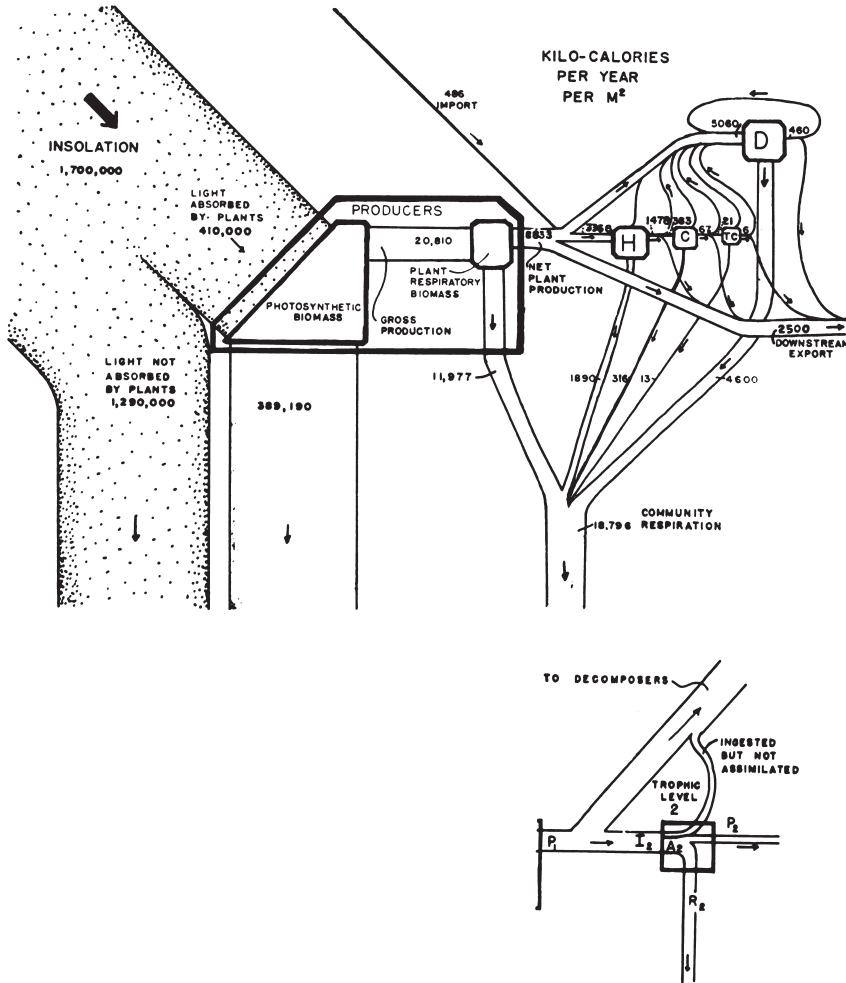 KILO-CALORIES
PER YEAR
PER M²
486
IMPORT
INSOLATION
1,700,000
LIGHT
ABSORBED
BY PLANTS
410,000
PRODUCERS
20,810
PLANT
RESPIRATORY
BIOMASS
PHOTOSYNTHETIC
BIOMASS
GROSS
PRODUCTION
8833
NET
PLANT
PRODUCTION
5060
D
460
3368
H
1478
383
C
67
21
TC
6
2500
DOWNSTREAM
EXPORT
LIGHT NOT
ABSORBED
BY PLANTS
1,290,000
389,190
11,977
1890
316
13
4600
COMMUNITY
RESPIRATION
18,796
TO DECOMPOSERS
INGESTED
BUT NOT
ASSIMILATED
TROPHIC
LEVEL
2
P₁
I₂
A₂
P₂
R₂